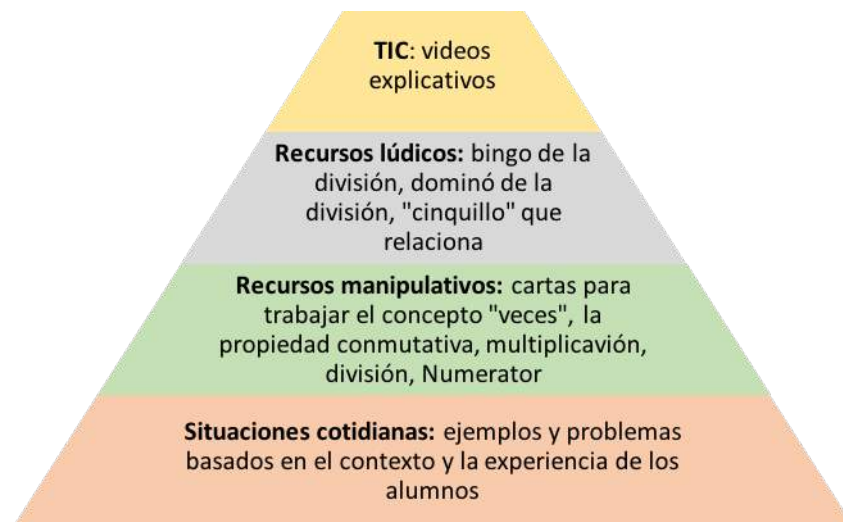 TIC: videos
explicativos
Recursos lúdicos: bingo de la
división, dominó de la
división, "cinquillo" que
relaciona
Recursos manipulativos: cartas para
trabajar el concepto "veces", la
propiedad conmutativa, multiplicavión,
división, Numerator
Situaciones cotidianas: ejemplos y problemas
basados en el contexto y la experiencia de los
alumnos